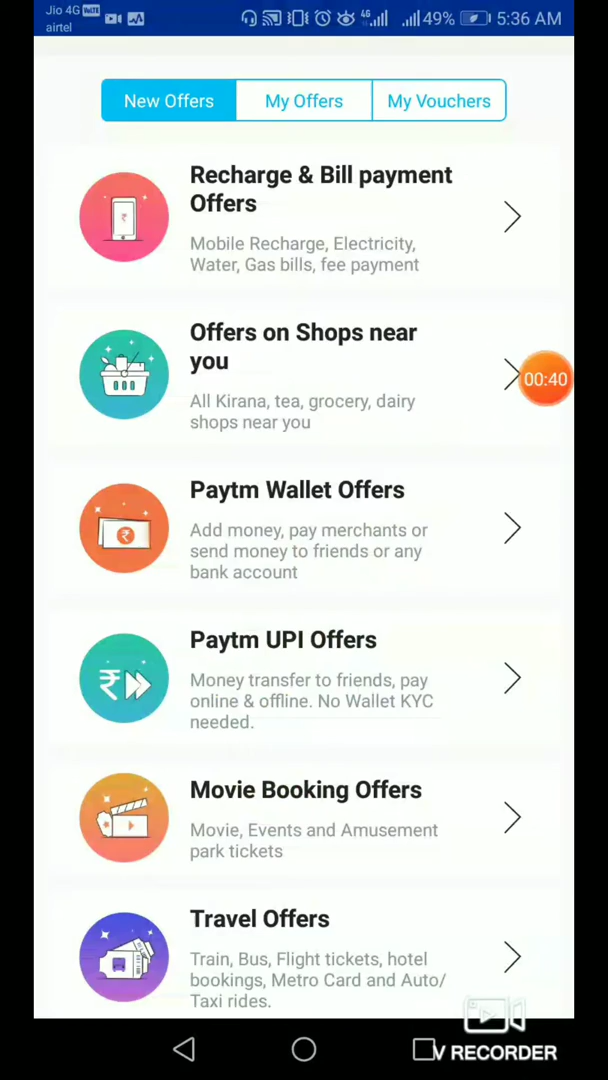 Jio 4G VoLTE
airtel
4G 49% 5:36 AM
New Offers My Offers My Vouchers
Recharge & Bill payment
Offers
Mobile Recharge, Electricity,
Water, Gas bills, fee payment
Offers on Shops near
you
00:40
All Kirana, tea, grocery, dairy
shops near you
Paytm Wallet Offers
Add money, pay merchants or
send money to friends or any
bank account
Paytm UPI Offers
Money transfer to friends, pay
online & offline. No Wallet KYC
needed.
Movie Booking Offers
Movie, Events and Amusement
park tickets
Travel Offers
Train, Bus, Flight tickets, hotel
bookings, Metro Card and Auto/
Taxi rides.
V RECORDER